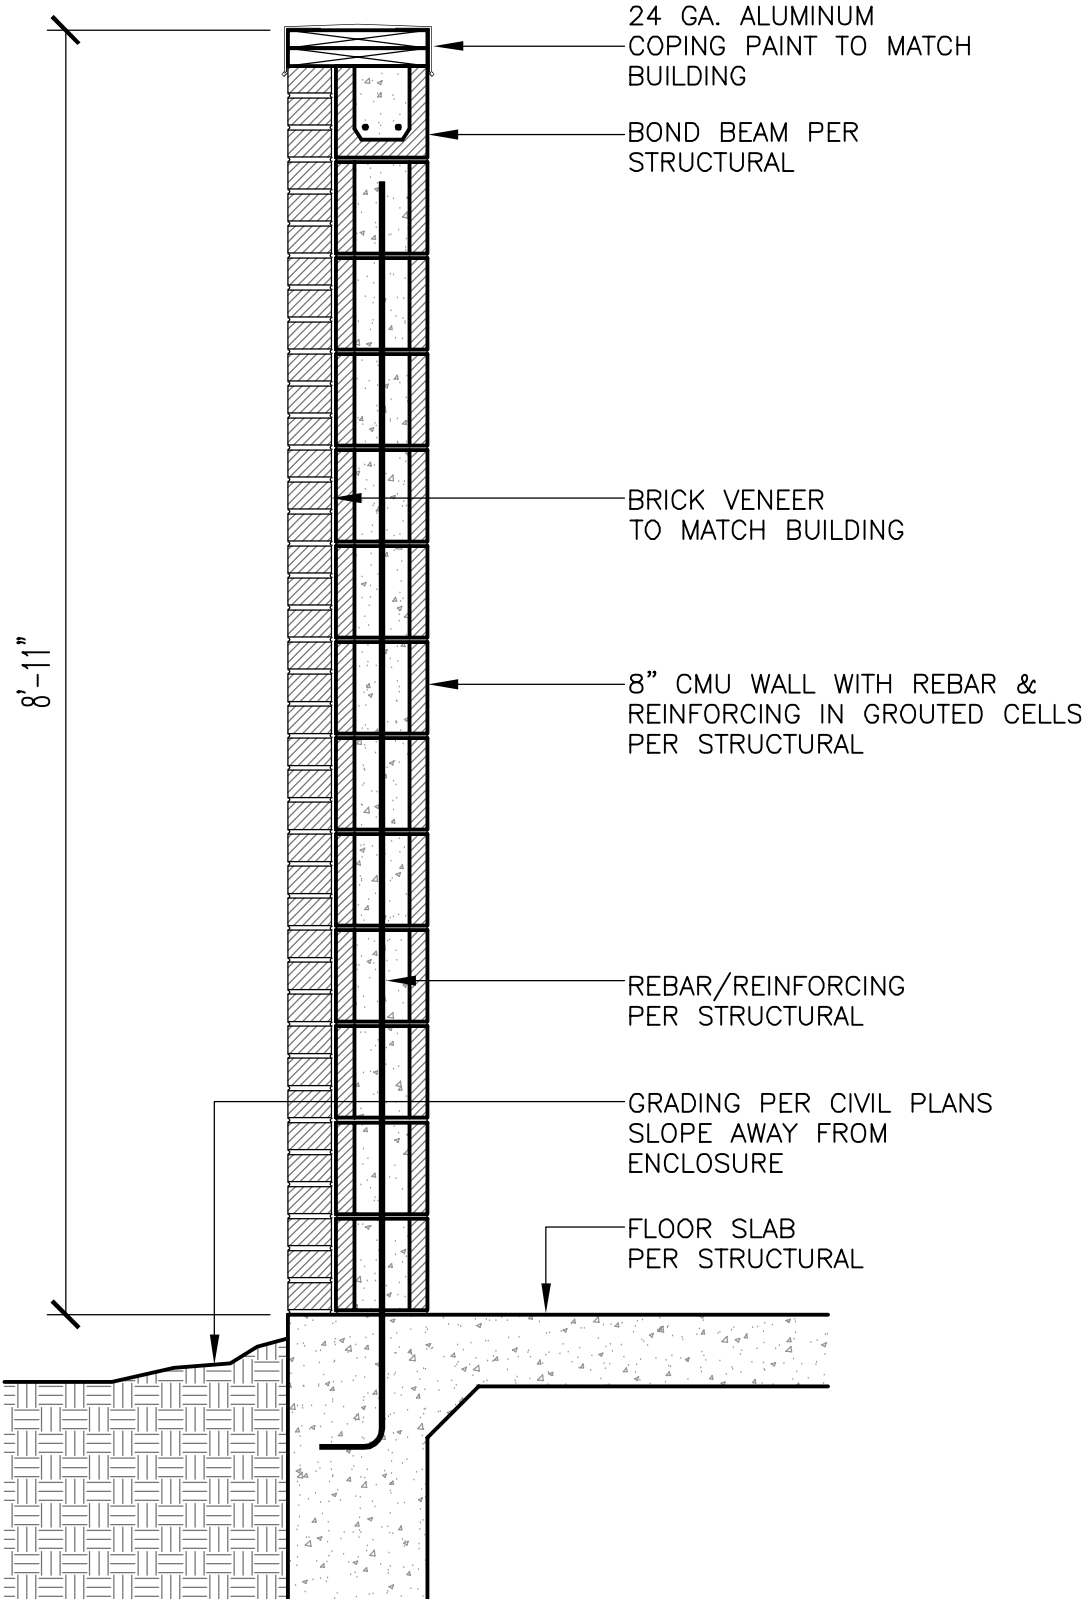 24 GA. ALUMINUM
COPING PAINT TO MATCH
BUILDING
BOND BEAM PER
STRUCTURAL
BRICK VENEER
TO MATCH BUILDING
8'-11"
8" CMU WALL WITH REBAR &
REINFORCING IN GROUTED CELLS
PER STRUCTURAL
REBAR/REINFORCING
PER STRUCTURAL
GRADING PER CIVIL PLANS
SLOPE AWAY FROM
ENCLOSURE
FLOOR SLAB
PER STRUCTURAL